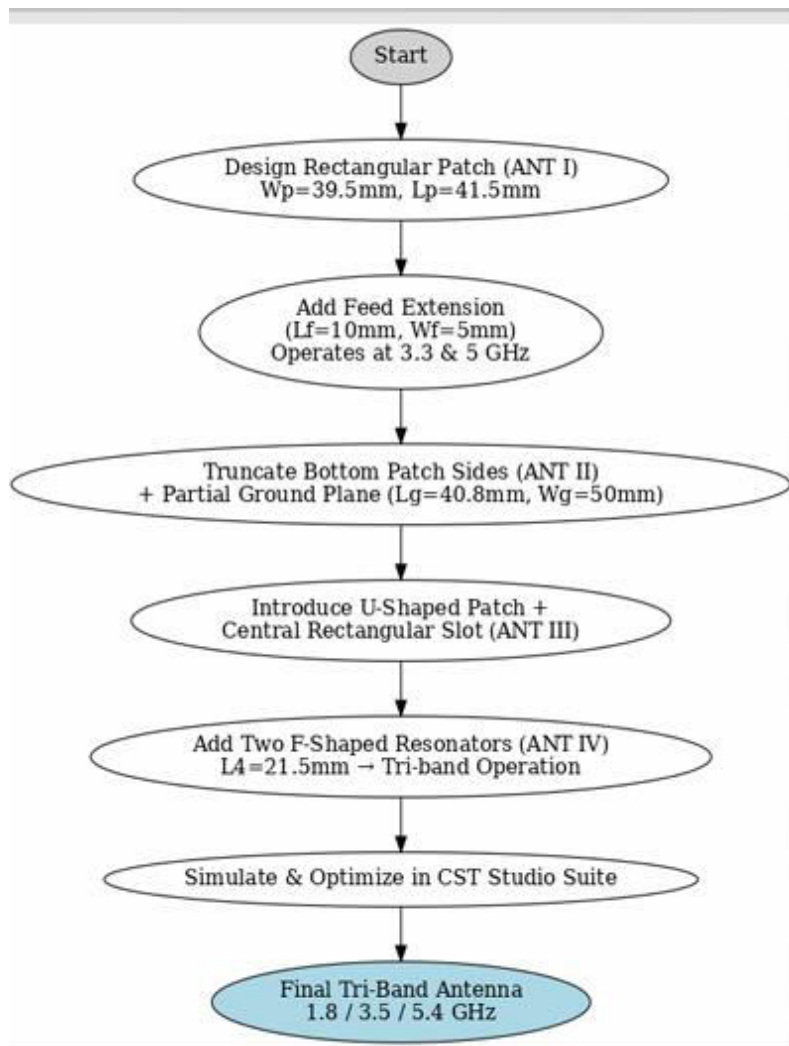 Start
Design Rectangular Patch (ANT I)
Wp=39.5mm, Lp=41.5mm
Add Feed Extension
(Lf=10mm, Wf=5mm)
Operates at 3.3 & 5 GHz
Truncate Bottom Patch Sides (ANT II)
+ Partial Ground Plane (Lg=40.8mm, Wg=50mm)
Introduce U-Shaped Patch +
Central Rectangular Slot (ANT III)
Add Two F-Shaped Resonators (ANT IV)
L4=21.5mm → Tri-band Operation
Simulate & Optimize in CST Studio Suite
Final Tri-Band Antenna
1.8 / 3.5 / 5.4 GHz